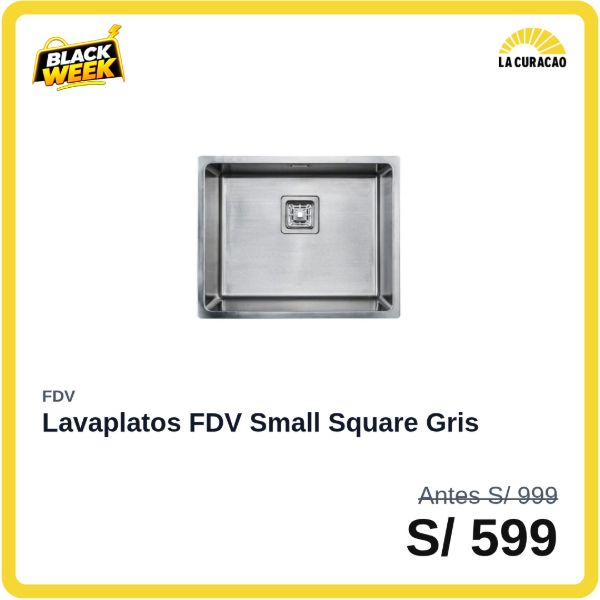 BLACK
WEEK
LA CURACAO
FDV
Lavaplatos FDV Small Square Gris
Antes S/ 999
S/ 599